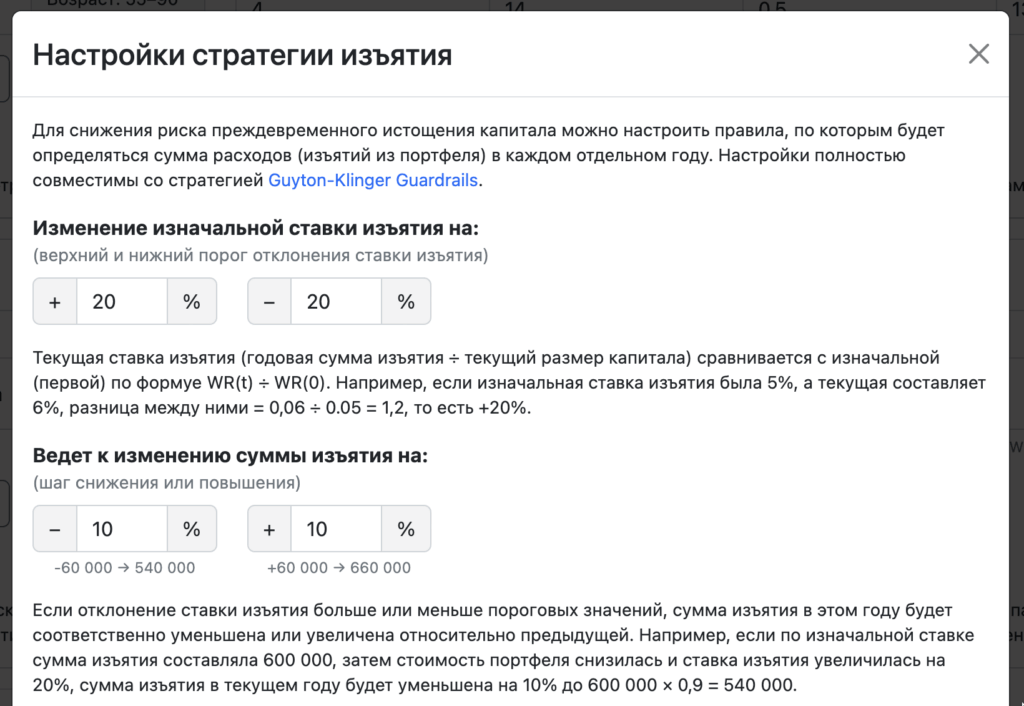 Возраст: 35–90
4
14
0.5
Настройки стратегии изъятия
Для снижения риска преждевременного истощения капитала можно настроить правила, по которым будет
определяться сумма расходов (изъятий из портфеля) в каждом отдельном году. Настройки полностью
совместимы со стратегией Guyton-Klinger Guardrails.
Изменение изначальной ставки изъятия на:
(верхний и нижний порог отклонения ставки изъятия)
+ 20 % – 20 %
Текущая ставка изъятия (годовая сумма изъятия ÷ текущий размер капитала) сравнивается с изначальной
(первой) по формуе WR(t) ÷ WR(0). Например, если изначальная ставка изъятия была 5%, а текущая составляет
6%, разница между ними = 0,06 ÷ 0.05 = 1,2, то есть +20%.
Ведет к изменению суммы изъятия на:
(шаг снижения или повышения)
– 10 % + 10 %
-60 000 → 540 000 +60 000 → 660 000
Если отклонение ставки изъятия больше или меньше пороговых значений, сумма изъятия в этом году будет
соответственно уменьшена или увеличена относительно предыдущей. Например, если по изначальной ставке
сумма изъятия составляла 600 000, затем стоимость портфеля снизилась и ставка изъятия увеличилась на
20%, сумма изъятия в текущем году будет уменьшена на 10% до 600 000 × 0,9 = 540 000.